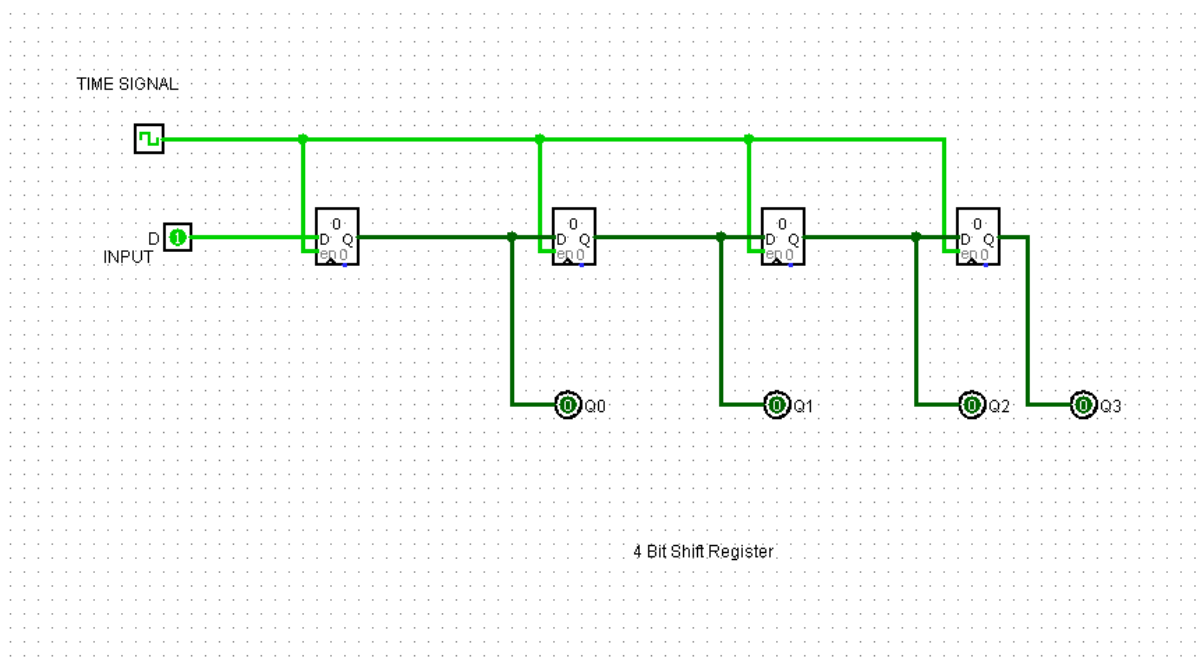 TIME SIGNAL
D 1
INPUT
0
D Q
en 0
0
D Q
en 0
0
D Q
en 0
0
D Q
en 0
0 Q0
0 Q1
0 Q2
0 Q3
4 Bit Shift Register